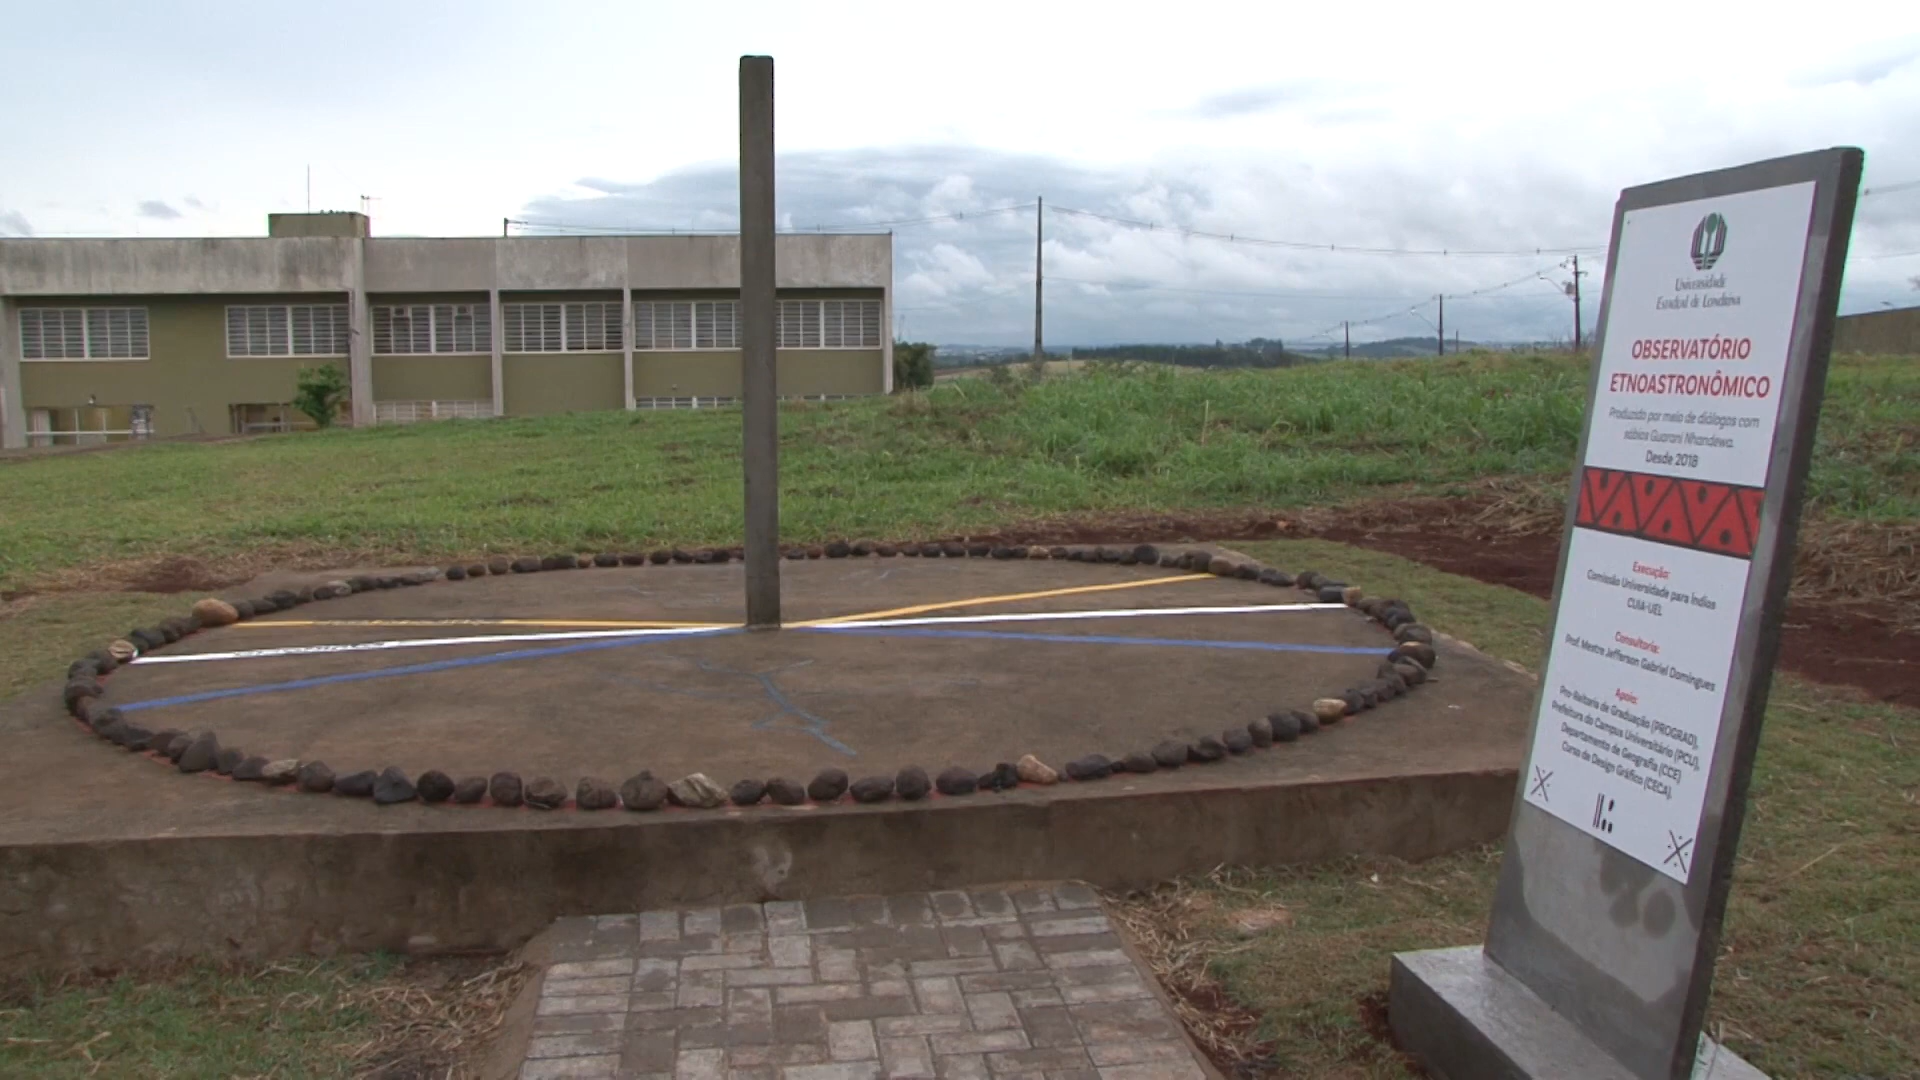 Universidade
Estadual de Londrina
OBSERVATÓRIO
ETNOASTRONÔMICO
Produzido por meio de diálogos com
sábios Guarani Nhandewa.
Desde 2018
Execução:
Comissão Universidade para Índios
CUIA-UEL
Consultoria:
Prof. Mestre Jefferson Gabriel Domingues
Apoio:
Pro-Reitoria de Graduação (PROGRAD),
Prefeitura do Campus Universitário (PCU),
Departamento de Geografia (CCE)
Curso de Design Gráfico (CECA).